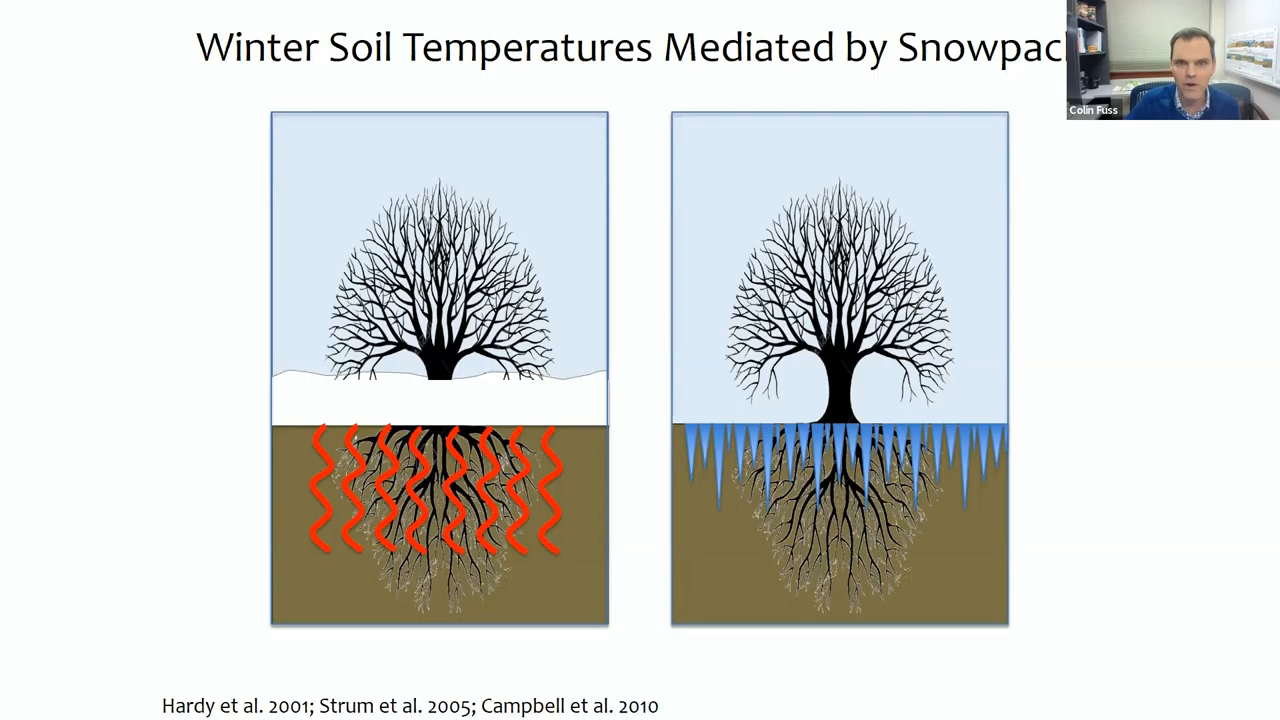 Winter Soil Temperatures Mediated by Snowpac
Colin Fuss
Hardy et al. 2001; Strum et al. 2005; Campbell et al. 2010